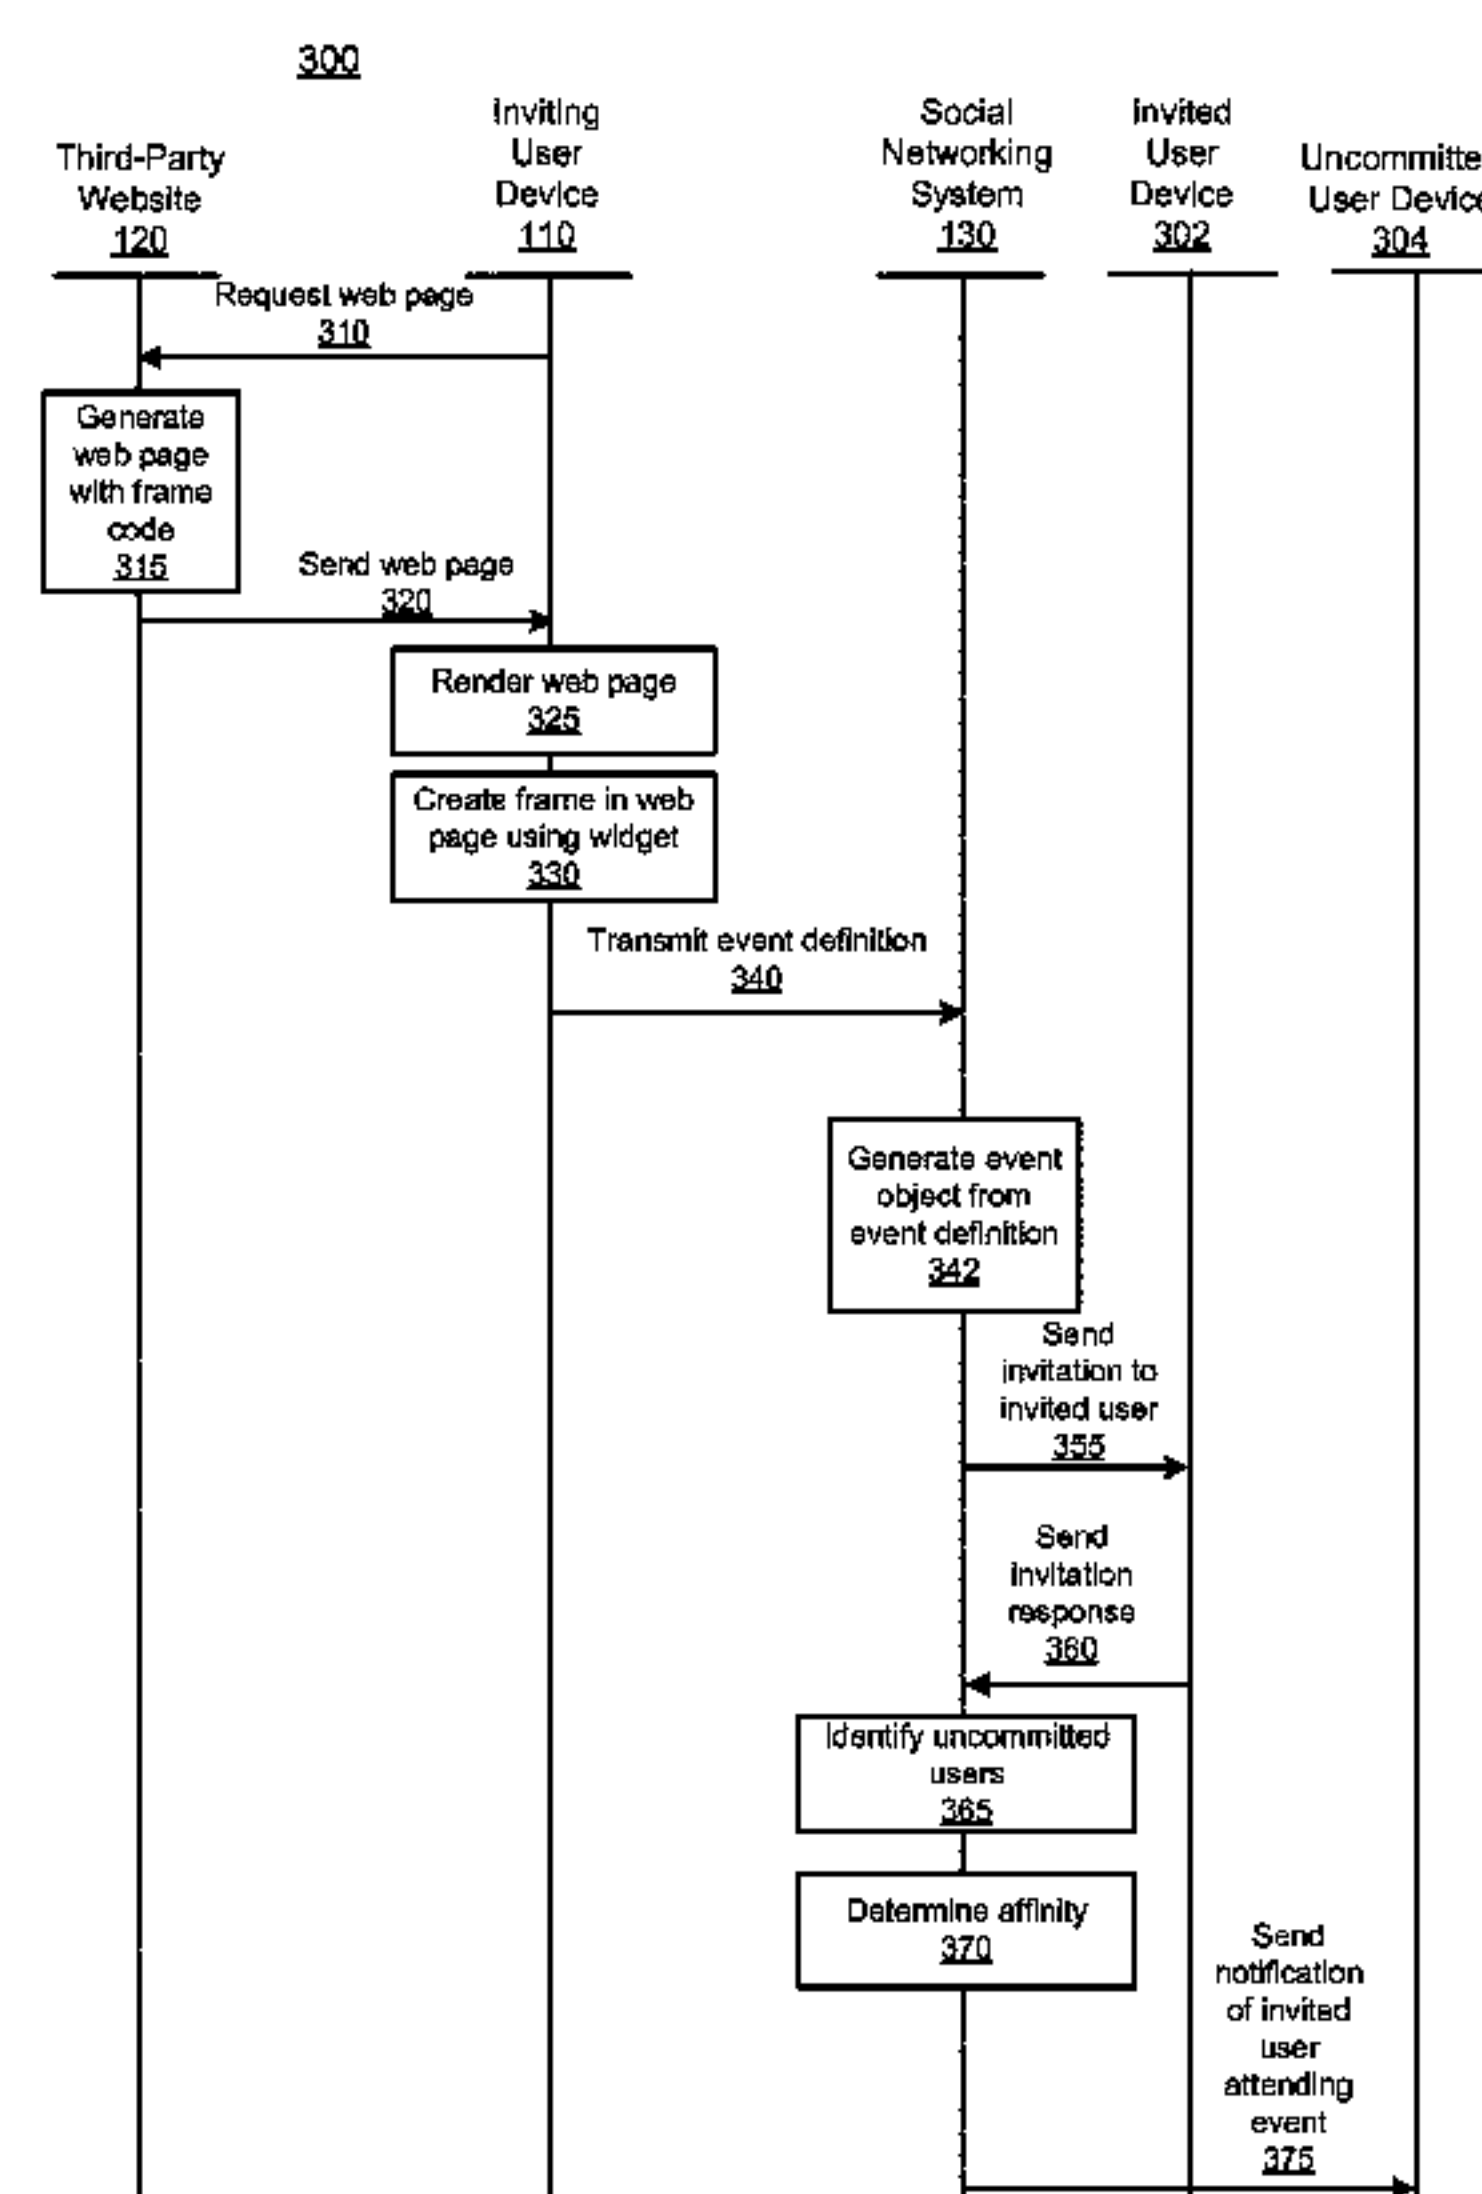 300
Third-Party
Website
120
Inviting
User
Device
110
Social
Networking
System
130
Invited
User
Device
302
Uncommitte
User Device
304
Request web page
310
Generate
web page
with frame
code
315
Send web page
320
Render web page
325
Create frame in web
page using widget
330
Transmit event definition
340
Generate event
object from
event definition
342
Send
invitation to
invited user
355
Send
invitation
response
360
Identify uncommitted
users
365
Determine affinity
370
Send
notification
of invited
user
attending
event
375